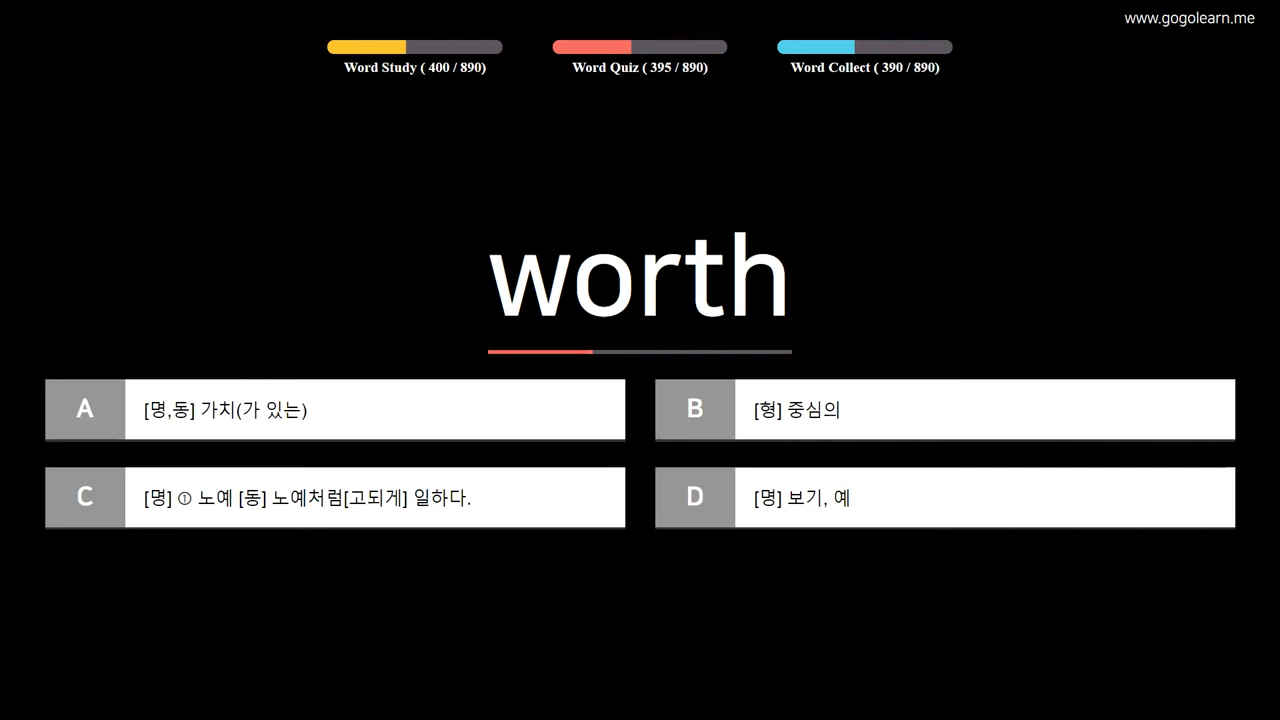 www.gogolearn.me
Word Study ( 400 / 890)
Word Quiz ( 395 / 890)
Word Collect ( 390 / 890)
worth
A [명,동] 가치(가 있는)
B [형] 중심의
C [명] ① 노예 [동] 노예처럼[고되게] 일하다.
D [명] 보기, 예